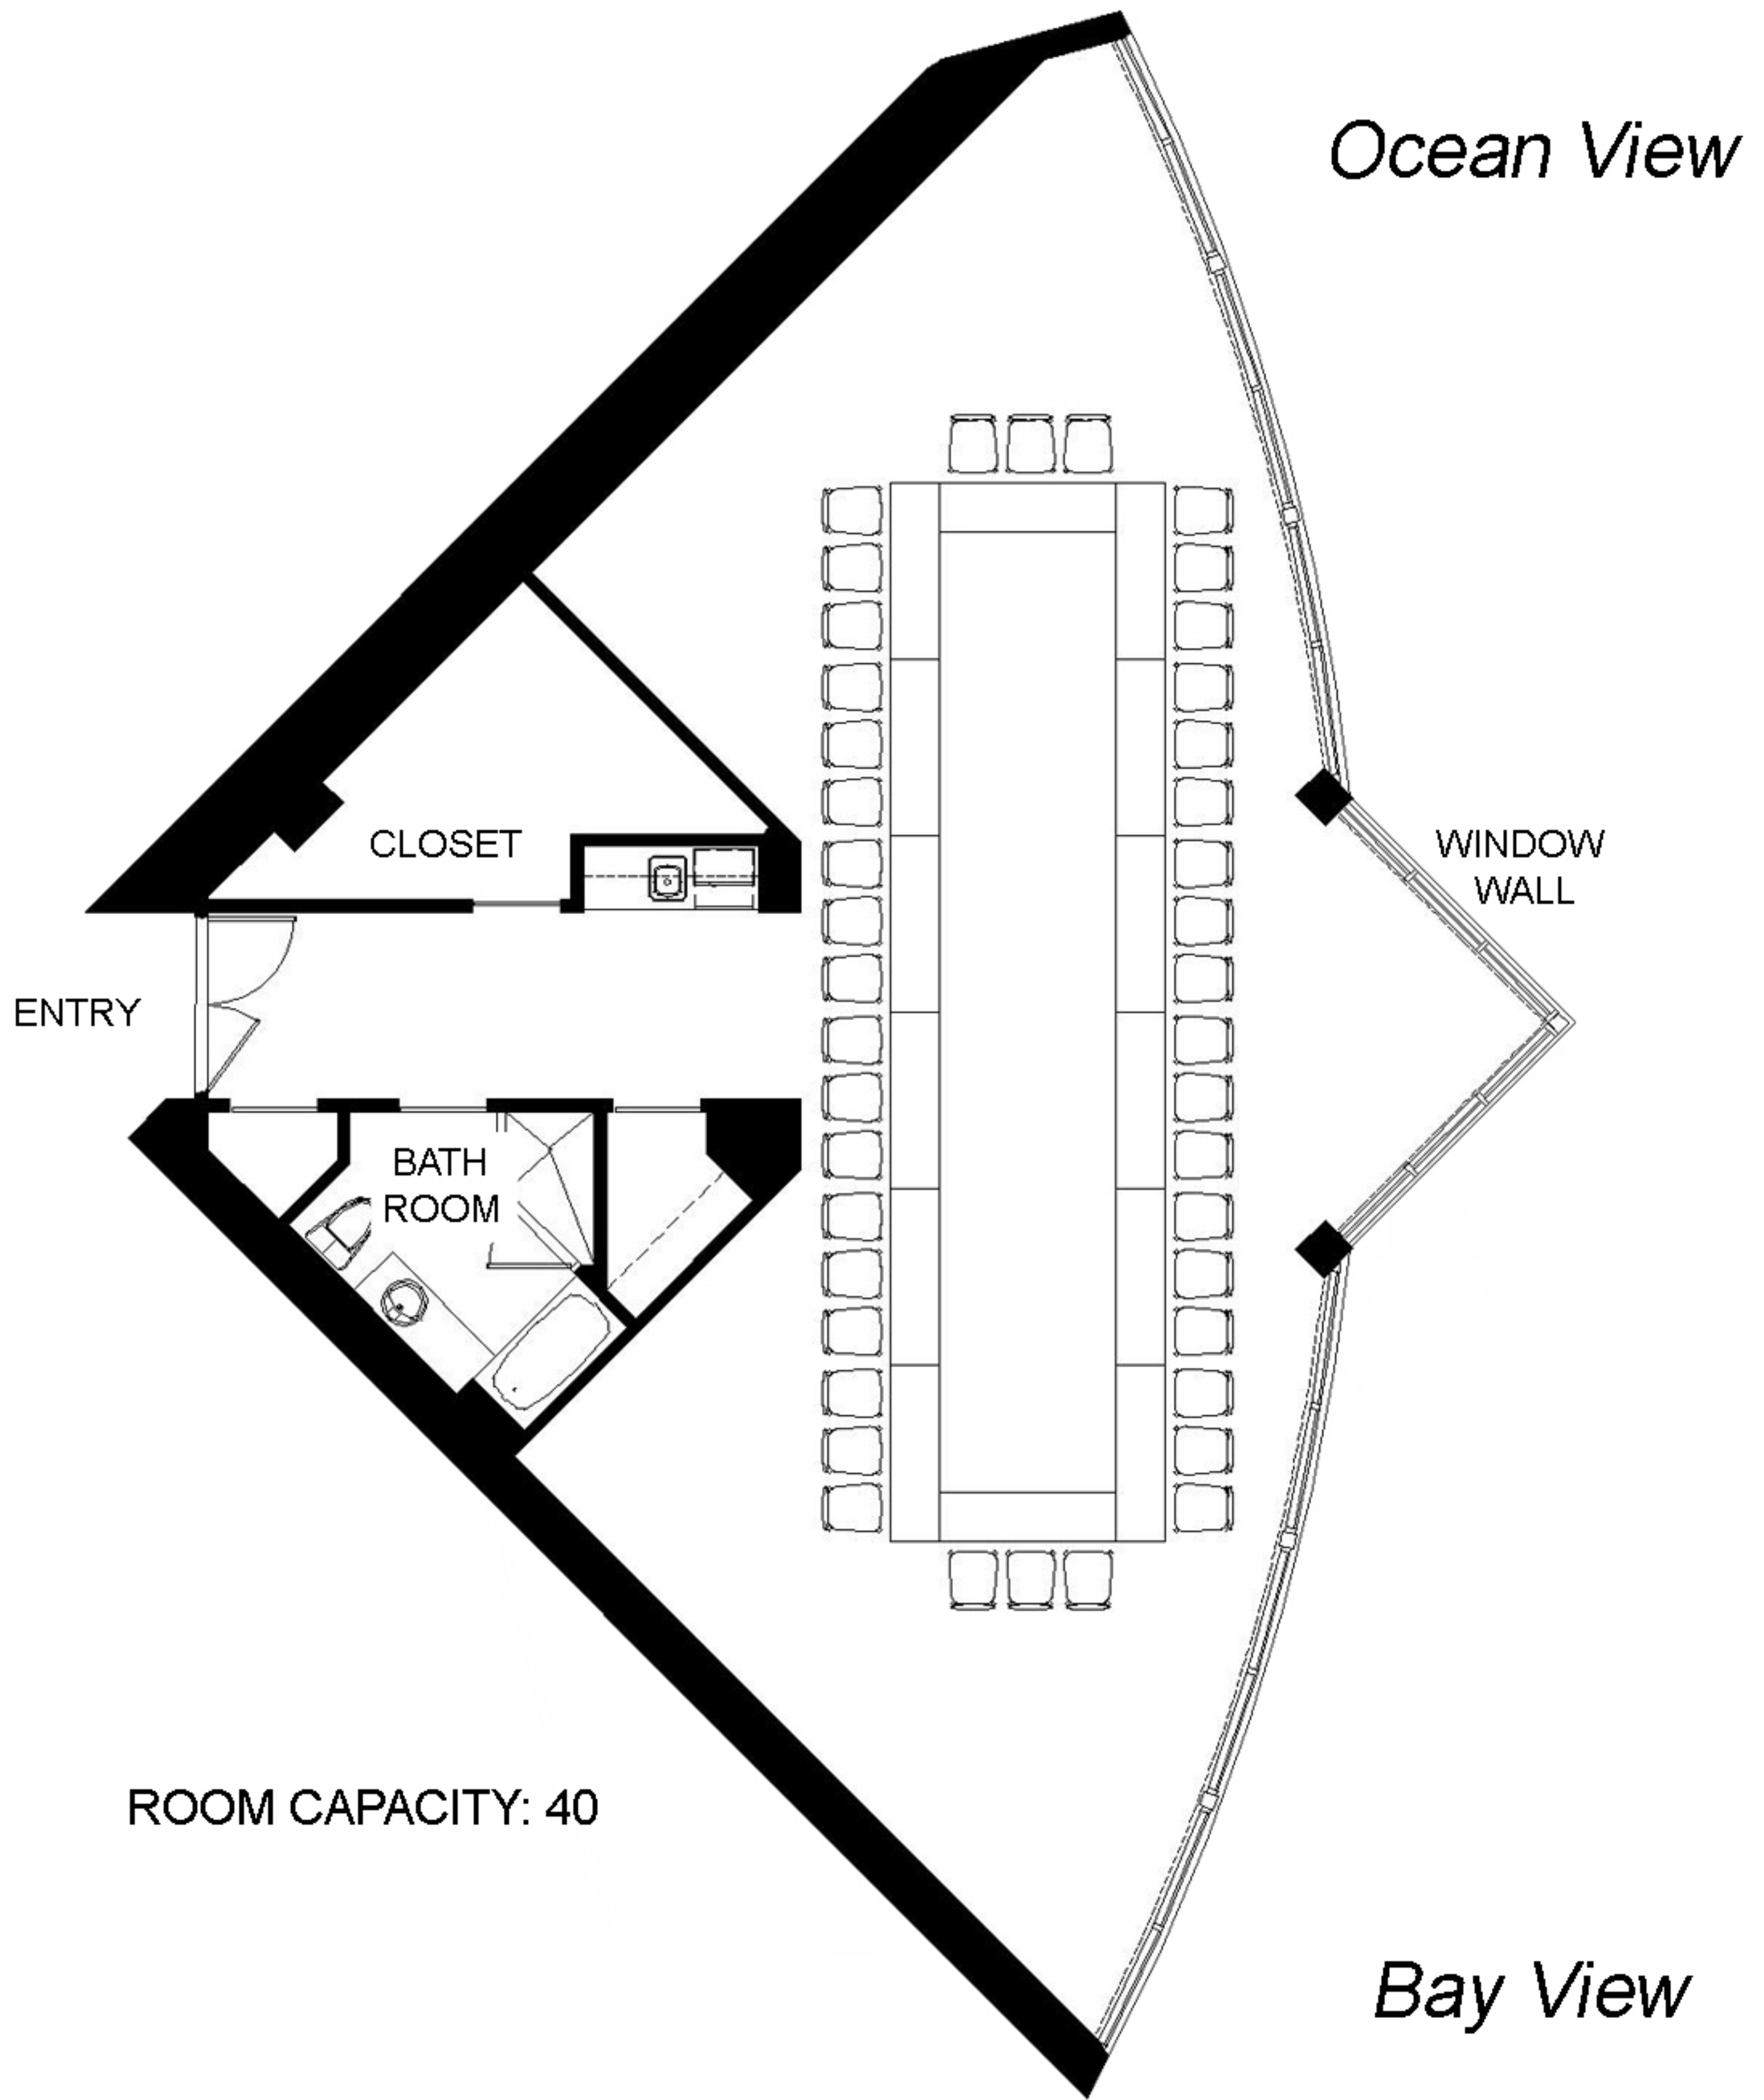 Ocean View
CLOSET
WINDOW
WALL
ENTRY
BATH
ROOM
ROOM CAPACITY: 40
Bay View